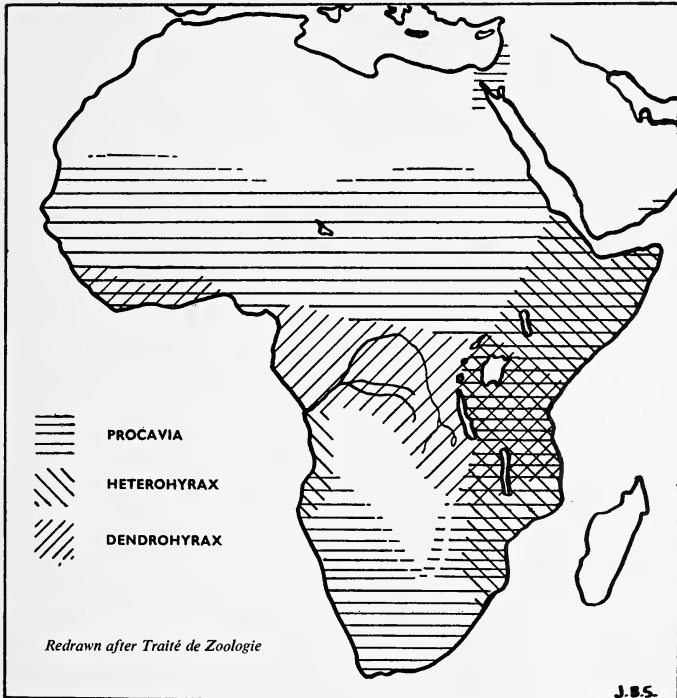 PROCAVIA
HETEROHYRAX
DENDROHYRAX
Redrawn after Traité de Zoologie
J.B.S.